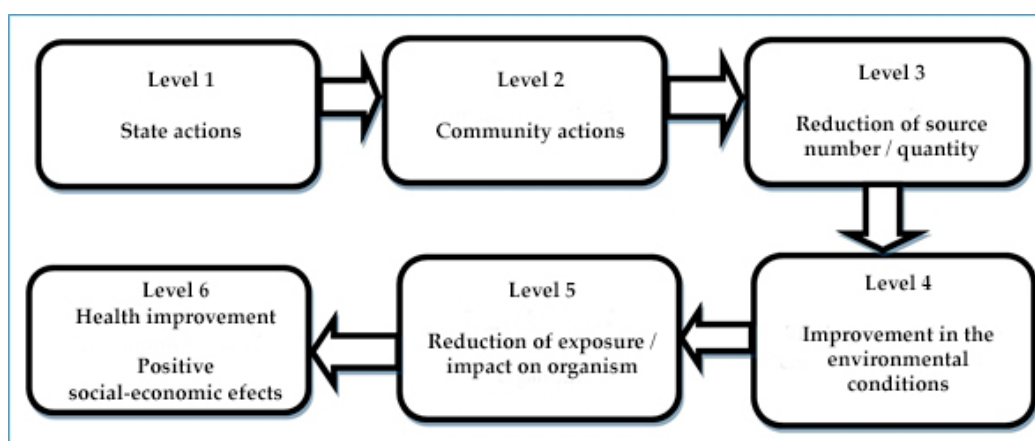 Level 1
State actions
Level 2
Community actions
Level 3
Reduction of source
number / quantity
Level 4
Improvement in the
environmental
conditions
Level 5
Reduction of exposure /
impact on organism
Level 6
Health improvement
Positive
social-economic efects